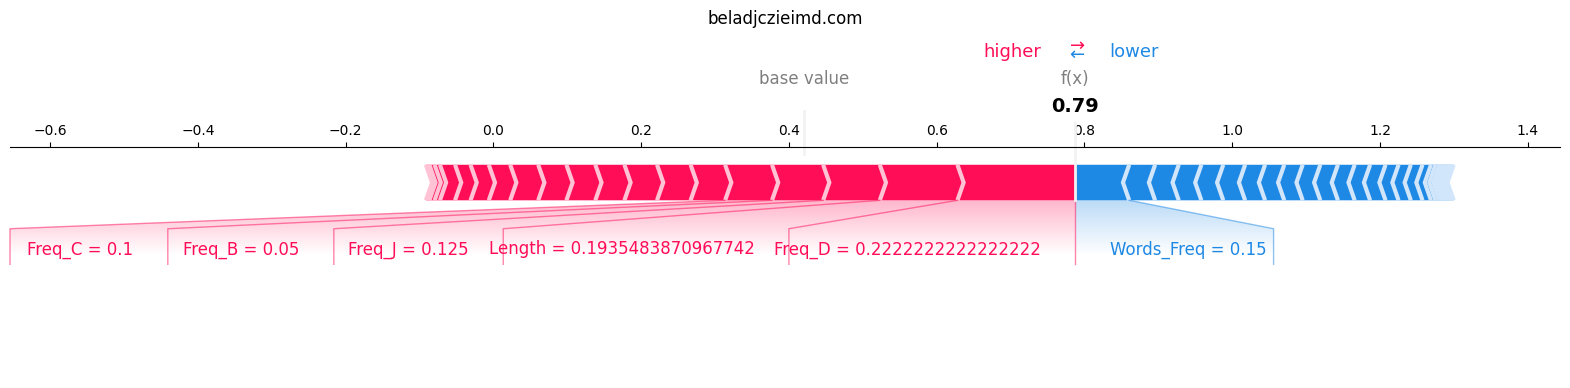 beladjczieimd.com
higher → lower
←
base value f(x)
0.79
−0.6 −0.4 −0.2 0.0 0.2 0.4 0.6 0.8 1.0 1.2 1.4
Freq_C = 0.1 Freq_B = 0.05 Freq_J = 0.125 Length = 0.1935483870967742 Freq_D = 0.2222222222222222 Words_Freq = 0.15